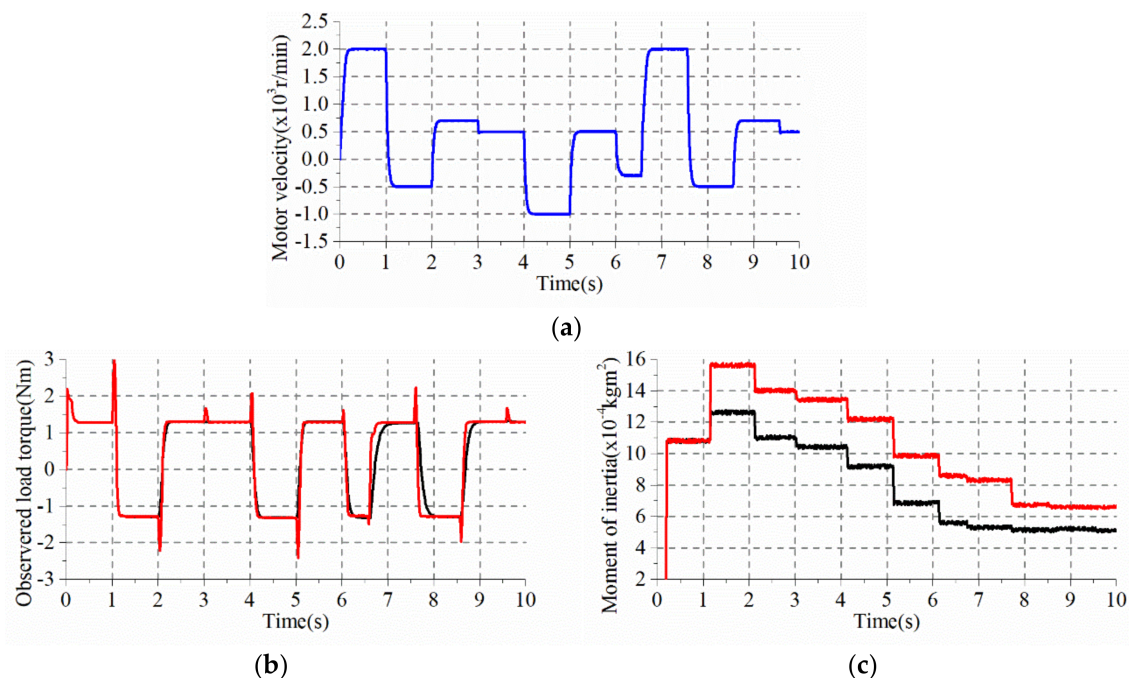 2.5
2.0
1.5
1.0
0.5
0.0
-0.5
-1.0
-1.5
Motor velocity(x10³r/min)
0 1 2 3 4 5 6 7 8 9 10
Time(s)
(a)
3
2
1
0
-1
-2
-3
Observered load torque(Nm)
0 1 2 3 4 5 6 7 8 9 10
Time(s)
(b)
16
14
12
10
8
6
4
2
Moment of inertia(x10⁻⁴kgm²)
0 1 2 3 4 5 6 7 8 9 10
Time(s)
(c)